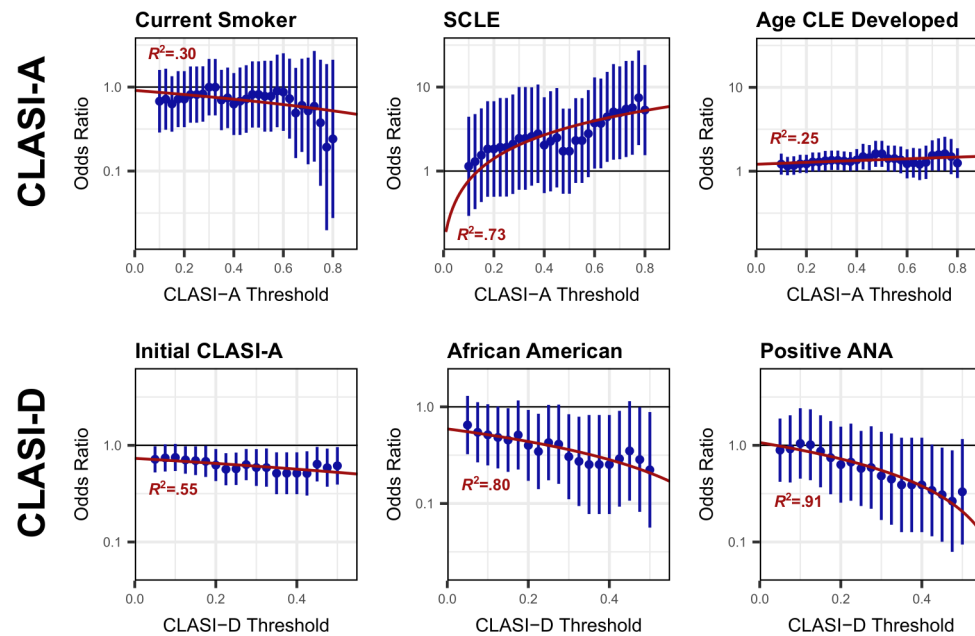 CLASI-A
Current Smoker
SCLE
Age CLE Developed
R²=.30
R²=.73
R²=.25
Odds Ratio
1.0
0.1
0.0 0.2 0.4 0.6 0.8
CLASI−A Threshold
Odds Ratio
10
1
0.0 0.2 0.4 0.6 0.8
CLASI−A Threshold
Odds Ratio
10
1
0.0 0.2 0.4 0.6 0.8
CLASI−A Threshold
CLASI-D
Initial CLASI-A
African American
Positive ANA
R²=.55
R²=.80
R²=.91
Odds Ratio
1.0
0.1
0.0 0.2 0.4
CLASI−D Threshold
Odds Ratio
1.0
0.1
0.0 0.2 0.4
CLASI−D Threshold
Odds Ratio
1.0
0.1
0.0 0.2 0.4
CLASI−D Threshold